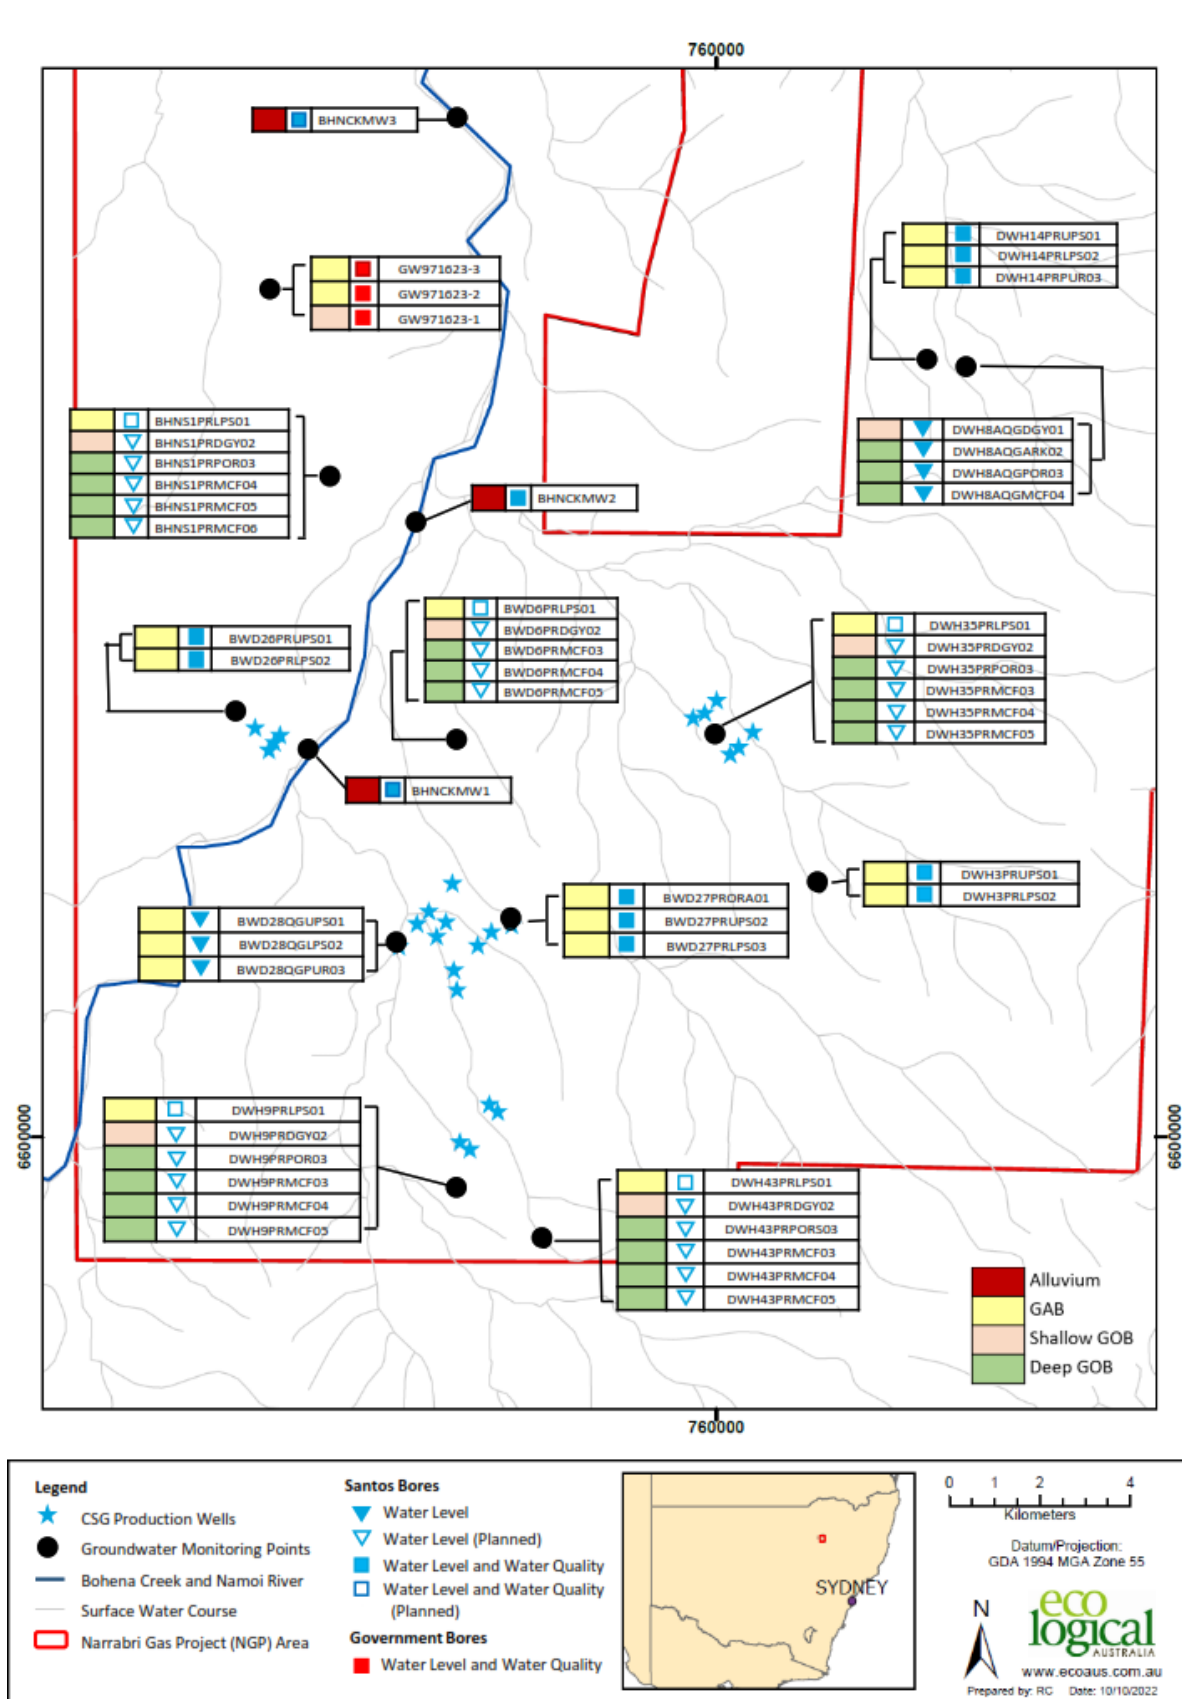 760000
BHNCKMW3
DWH14PRUPS01
DWH14PRLPS02
DWH14PRPUR03
GW971623-3
GW971623-2
GW971623-1
BHNS1PRLPS01
BHNS1PRDGY02
BHNS1PRPOR03
BHNS1PRMCF04
BHNS1PRMCF05
BHNS1PRMCF06
DWH8AQGDGY01
DWH8AQGARK02
DWH8AQGPOR03
DWH8AQGMCF04
BHNCKMW2
BWD6PRLPS01
BWD6PRDGY02
BWD6PRMCF03
BWD6PRMCF04
BWD6PRMCF05
BWD26PRUPS01
BWD26PRLPS02
DWH35PRLPS01
DWH35PRDGY02
DWH35PRPOR03
DWH35PRMCF03
DWH35PRMCF04
DWH35PRMCF05
BHNCKMW1
DWH3PRUPS01
DWH3PRLPS02
BWD27PRORA01
BWD27PRUPS02
BWD27PRLPS03
BWD28QGUPS01
BWD28QGLPS02
BWD28QGPUR03
6600000
6600000
DWH9PRLPS01
DWH9PRDGY02
DWH9PRPOR03
DWH9PRMCF03
DWH9PRMCF04
DWH9PRMCF05
DWH43PRLPS01
DWH43PRDGY02
DWH43PRPORS03
DWH43PRMCF03
DWH43PRMCF04
DWH43PRMCF05
Alluvium
GAB
Shallow GOB
Deep GOB
760000
Legend
CSG Production Wells
Groundwater Monitoring Points
Bohena Creek and Namoi River
Surface Water Course
Narrabri Gas Project (NGP) Area
Santos Bores
Water Level
Water Level (Planned)
Water Level and Water Quality
Water Level and Water Quality
(Planned)
Government Bores
Water Level and Water Quality
SYDNEY
0 1 2 4
Kilometers
Datum/Projection:
GDA 1994 MGA Zone 55
N
eco
logical
AUSTRALIA
www.ecoaus.com.au
Prepared by: RC Date: 10/10/2022